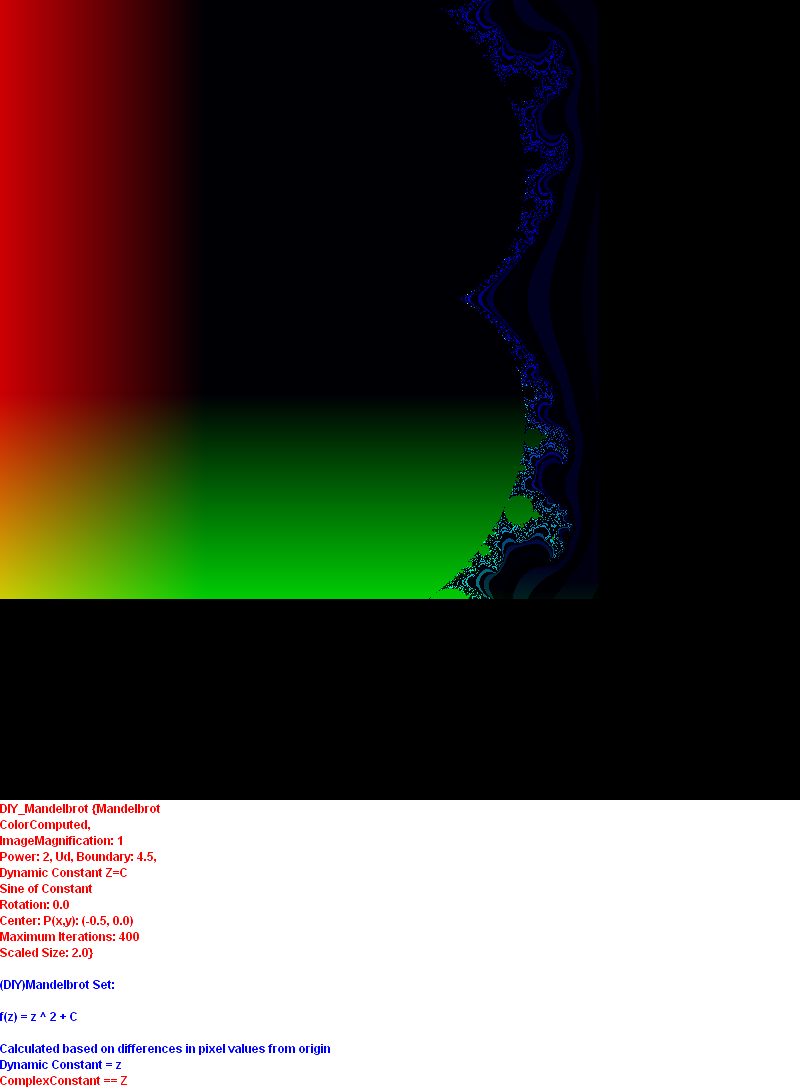 DIY_Mandelbrot {Mandelbrot
ColorComputed,
ImageMagnification: 1
Power: 2, Ud, Boundary: 4.5,
Dynamic Constant Z=C
Sine of Constant
Rotation: 0.0
Center: P(x,y): (-0.5, 0.0)
Maximum Iterations: 400
Scaled Size: 2.0}
(DIY)Mandelbrot Set:
f(z) = z ^ 2 + C
Calculated based on differences in pixel values from origin
Dynamic Constant = z
ComplexConstant == Z